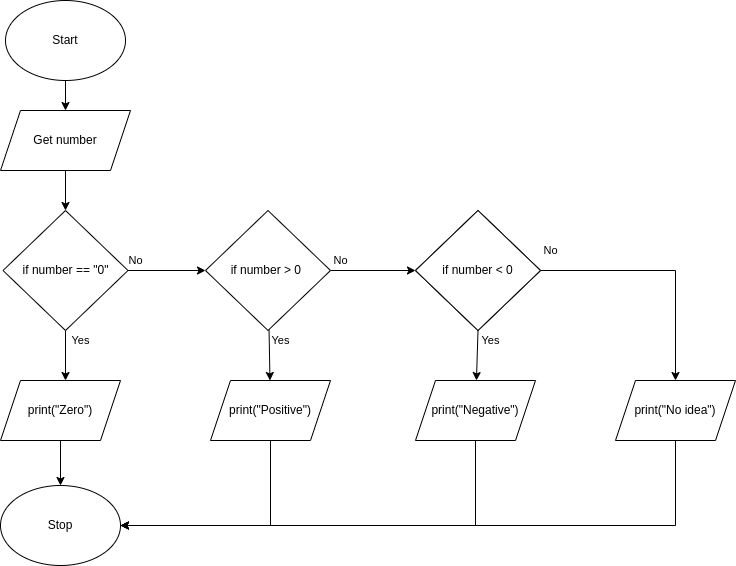 Start
Get number
if number == "0"
No
if number > 0
No
if number < 0
No
Yes
Yes
Yes
print("Zero")
print("Positive")
print("Negative")
print("No idea")
Stop